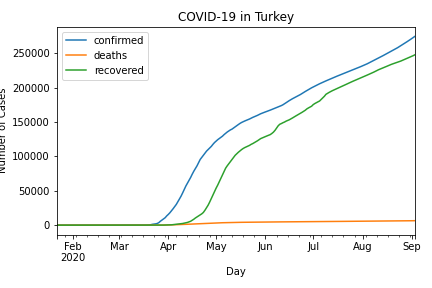 COVID-19 in Turkey
confirmed
deaths
recovered
250000
200000
150000
100000
50000
0
Number of Cases
Feb Mar Apr May Jun Jul Aug Sep
2020
Day